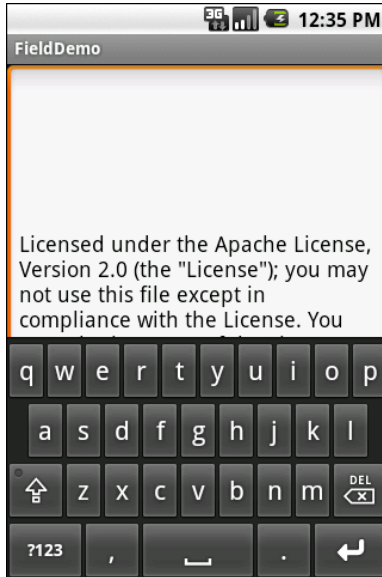 3G 12:35 PM
FieldDemo
Licensed under the Apache License,
Version 2.0 (the "License"); you may
not use this file except in
compliance with the License. You
q w e r t y u i o p
a s d f g h j k l
z x c v b n m DEL
?123 , .